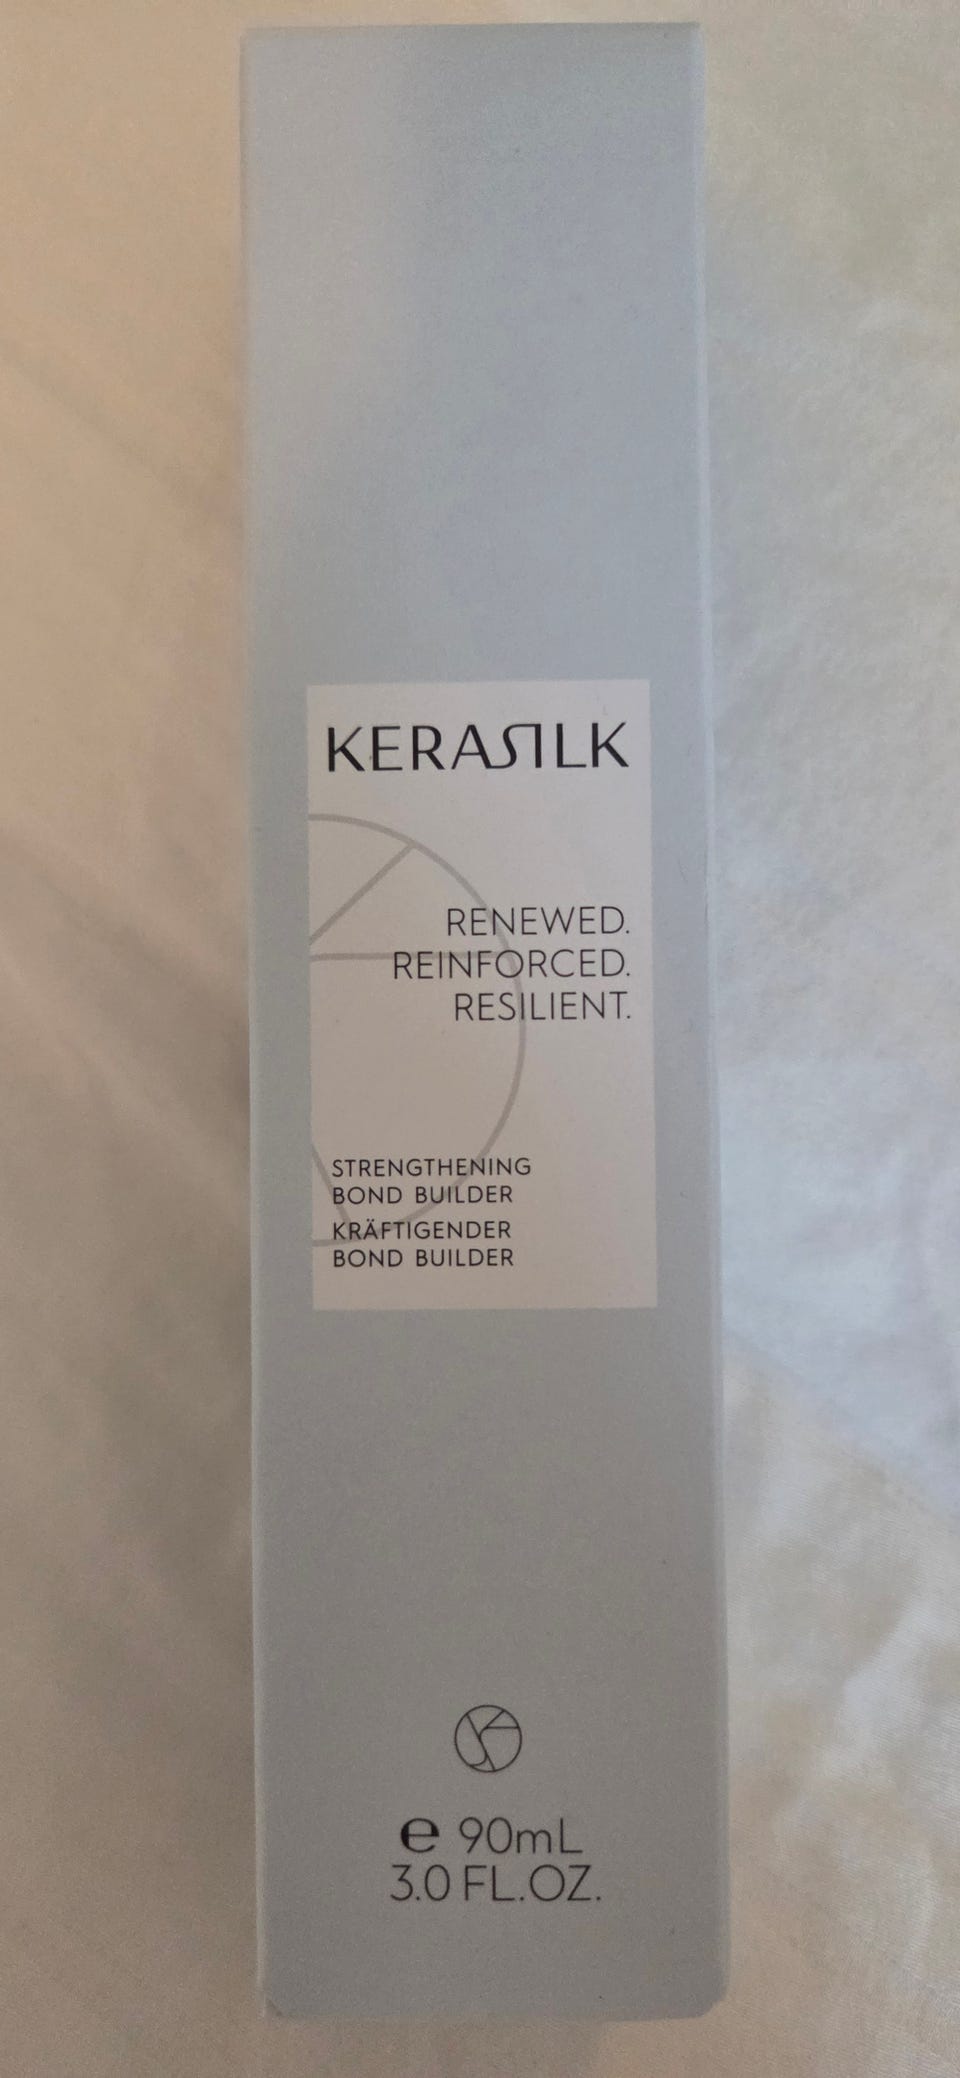 KERASILK
RENEWED.
REINFORCED.
RESILIENT.
STRENGTHENING
BOND BUILDER
KRÄFTIGENDER
BOND BUILDER
e 90mL
3.0 FL.OZ.